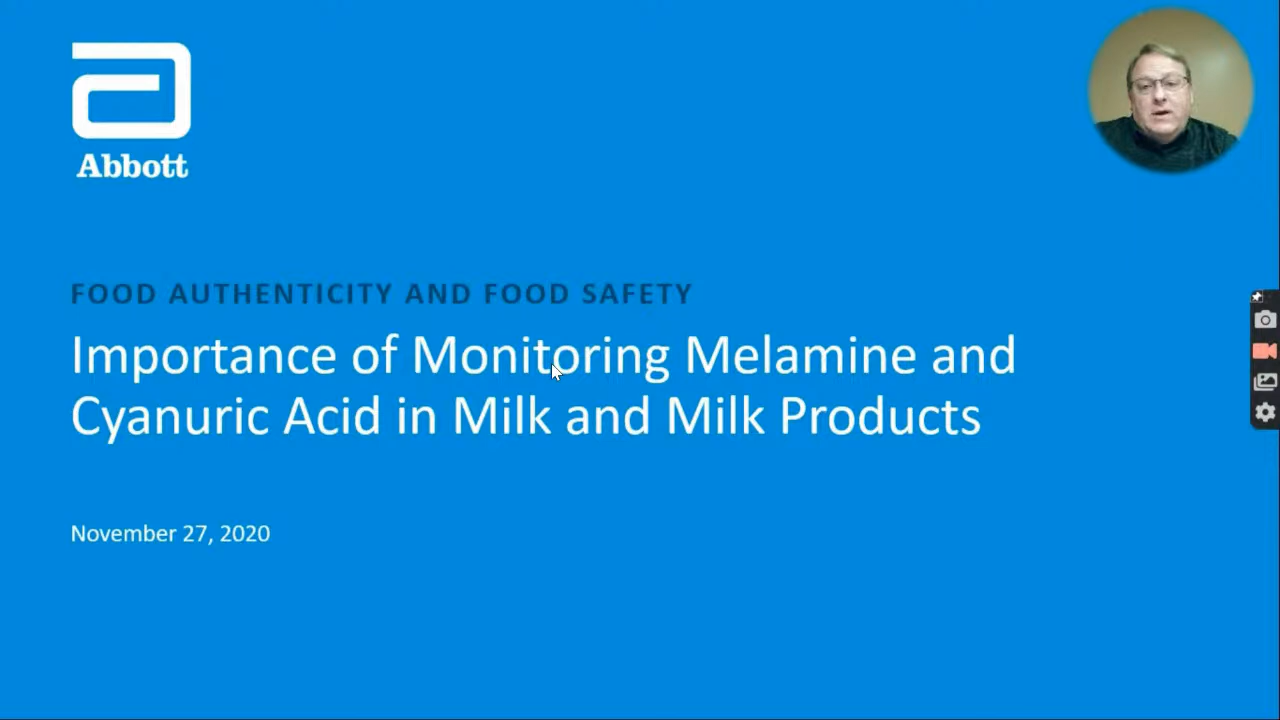 Abbott
FOOD AUTHENTICITY AND FOOD SAFETY
Importance of Monitoring Melamine and
Cyanuric Acid in Milk and Milk Products
November 27, 2020